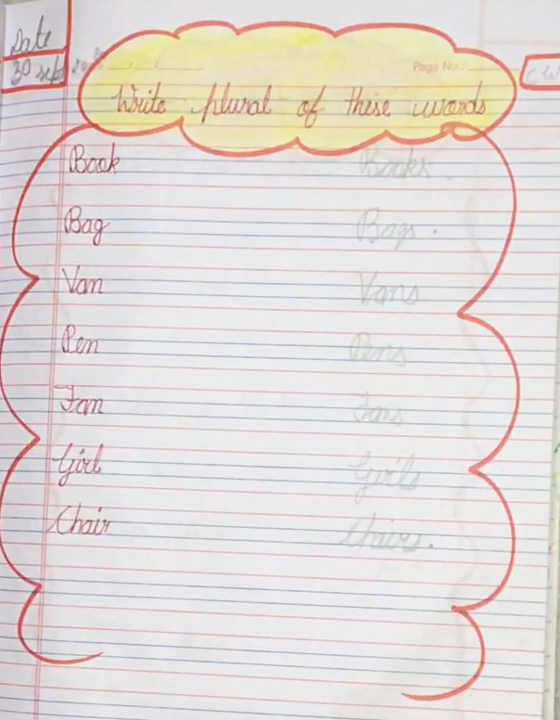 Date
30 sept
Page No.
C.W
Write plural of these words
Book Books.
Bag Bags.
Van Vans
Pen Pens
Fan Fans
Girl Girls
Chair Chairs.